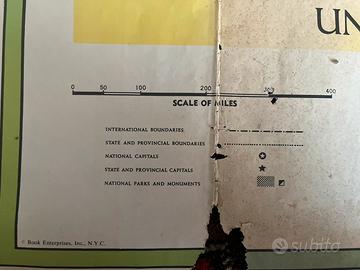 UN
0 50 100 200 300 400
SCALE OF MILES
INTERNATIONAL BOUNDARIES
STATE AND PROVINCIAL BOUNDARIES
NATIONAL CAPITALS
STATE AND PROVINCIAL CAPITALS
NATIONAL PARKS AND MONUMENTS
© Book Enterprises, Inc., N.Y.C.
subito